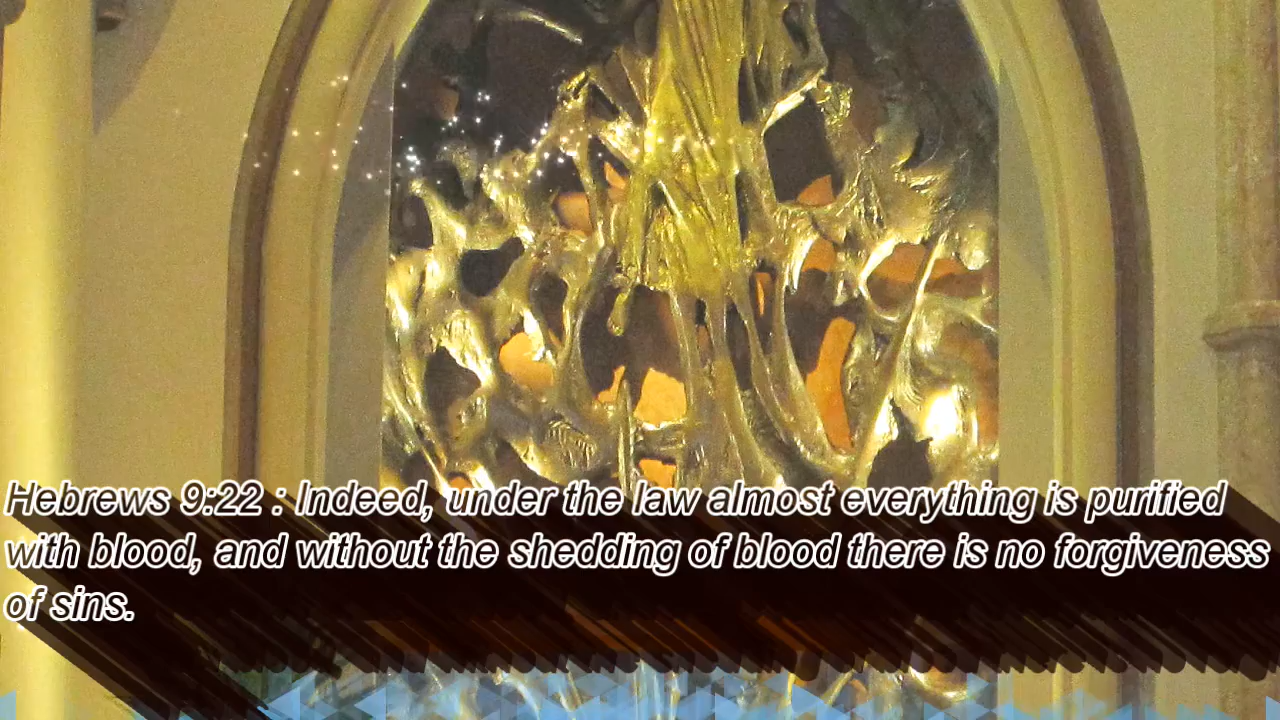 Hebrews 9:22 : Indeed, under the law almost everything is purified
with blood, and without the shedding of blood there is no forgiveness
of sins.